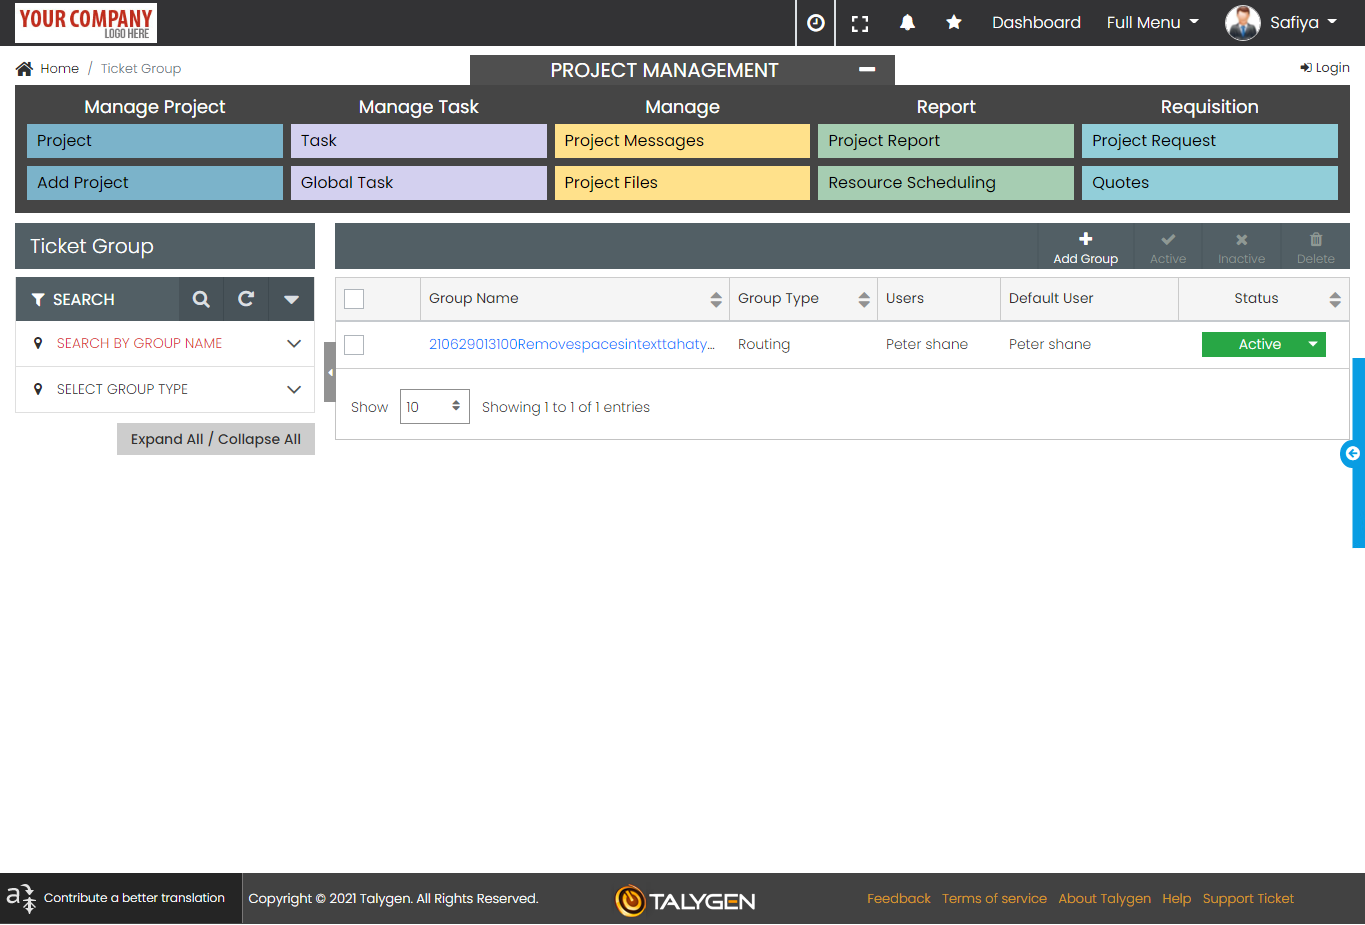 YOUR COMPANY
LOGO HERE
Dashboard
Full Menu
Safiya
Home / Ticket Group
PROJECT MANAGEMENT
Login
Manage Project
Manage Task
Manage
Report
Requisition
Project
Task
Project Messages
Project Report
Project Request
Add Project
Global Task
Project Files
Resource Scheduling
Quotes
Ticket Group
Add Group
Active
Inactive
Delete
SEARCH
SEARCH BY GROUP NAME
SELECT GROUP TYPE
Expand All / Collapse All
Group Name
Group Type
Users
Default User
Status
210629013100Removespacesintexttahaty...
Routing
Peter shane
Peter shane
Active
Show 10 Showing 1 to 1 of 1 entries
Contribute a better translation
Copyright © 2021 Talygen. All Rights Reserved.
TALYGEN
Feedback
Terms of service
About Talygen
Help
Support Ticket